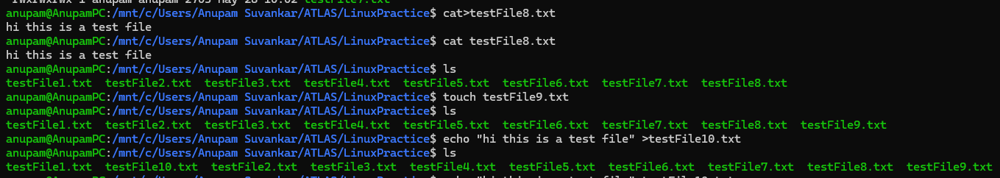 anupam@AnupamPC:/mnt/c/Users/Anupam Suvankar/ATLAS/LinuxPractice$ cat>testFile8.txt
hi this is a test file
anupam@AnupamPC:/mnt/c/Users/Anupam Suvankar/ATLAS/LinuxPractice$ cat testFile8.txt
hi this is a test file
anupam@AnupamPC:/mnt/c/Users/Anupam Suvankar/ATLAS/LinuxPractice$ ls
testFile1.txt  testFile2.txt  testFile3.txt  testFile4.txt  testFile5.txt  testFile6.txt  testFile7.txt  testFile8.txt
anupam@AnupamPC:/mnt/c/Users/Anupam Suvankar/ATLAS/LinuxPractice$ touch testFile9.txt
anupam@AnupamPC:/mnt/c/Users/Anupam Suvankar/ATLAS/LinuxPractice$ ls
testFile1.txt  testFile2.txt  testFile3.txt  testFile4.txt  testFile5.txt  testFile6.txt  testFile7.txt  testFile8.txt  testFile9.txt
anupam@AnupamPC:/mnt/c/Users/Anupam Suvankar/ATLAS/LinuxPractice$ echo "hi this is a test file" >testFile10.txt
anupam@AnupamPC:/mnt/c/Users/Anupam Suvankar/ATLAS/LinuxPractice$ ls
testFile1.txt  testFile10.txt  testFile2.txt  testFile3.txt  testFile4.txt  testFile5.txt  testFile6.txt  testFile7.txt  testFile8.txt  testFile9.txt